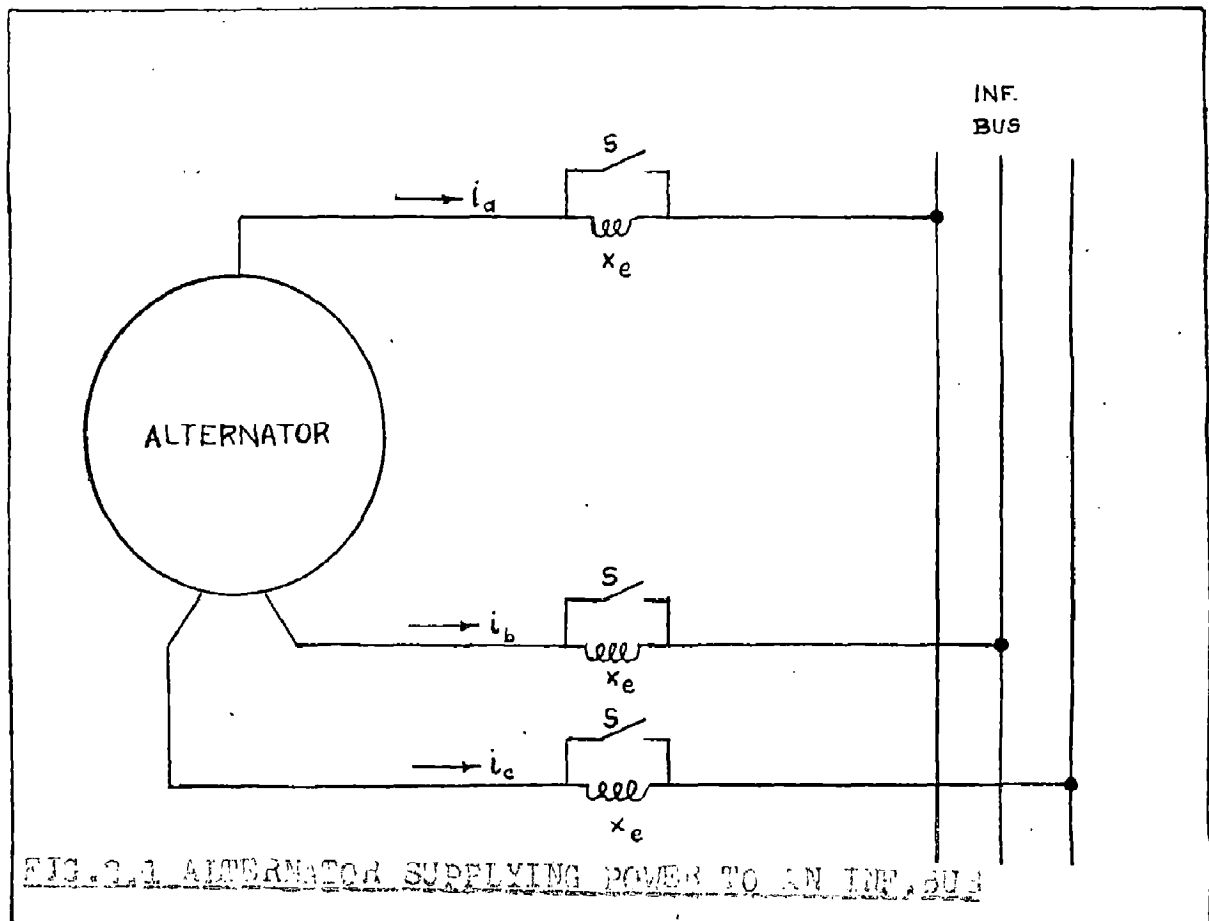 INF.
BUS
S
i_a
x_e
ALTERNATOR
S
i_b
x_e
S
i_c
x_e
ALTERNATOR SUPPLYING POWER TO AN INF. BUS